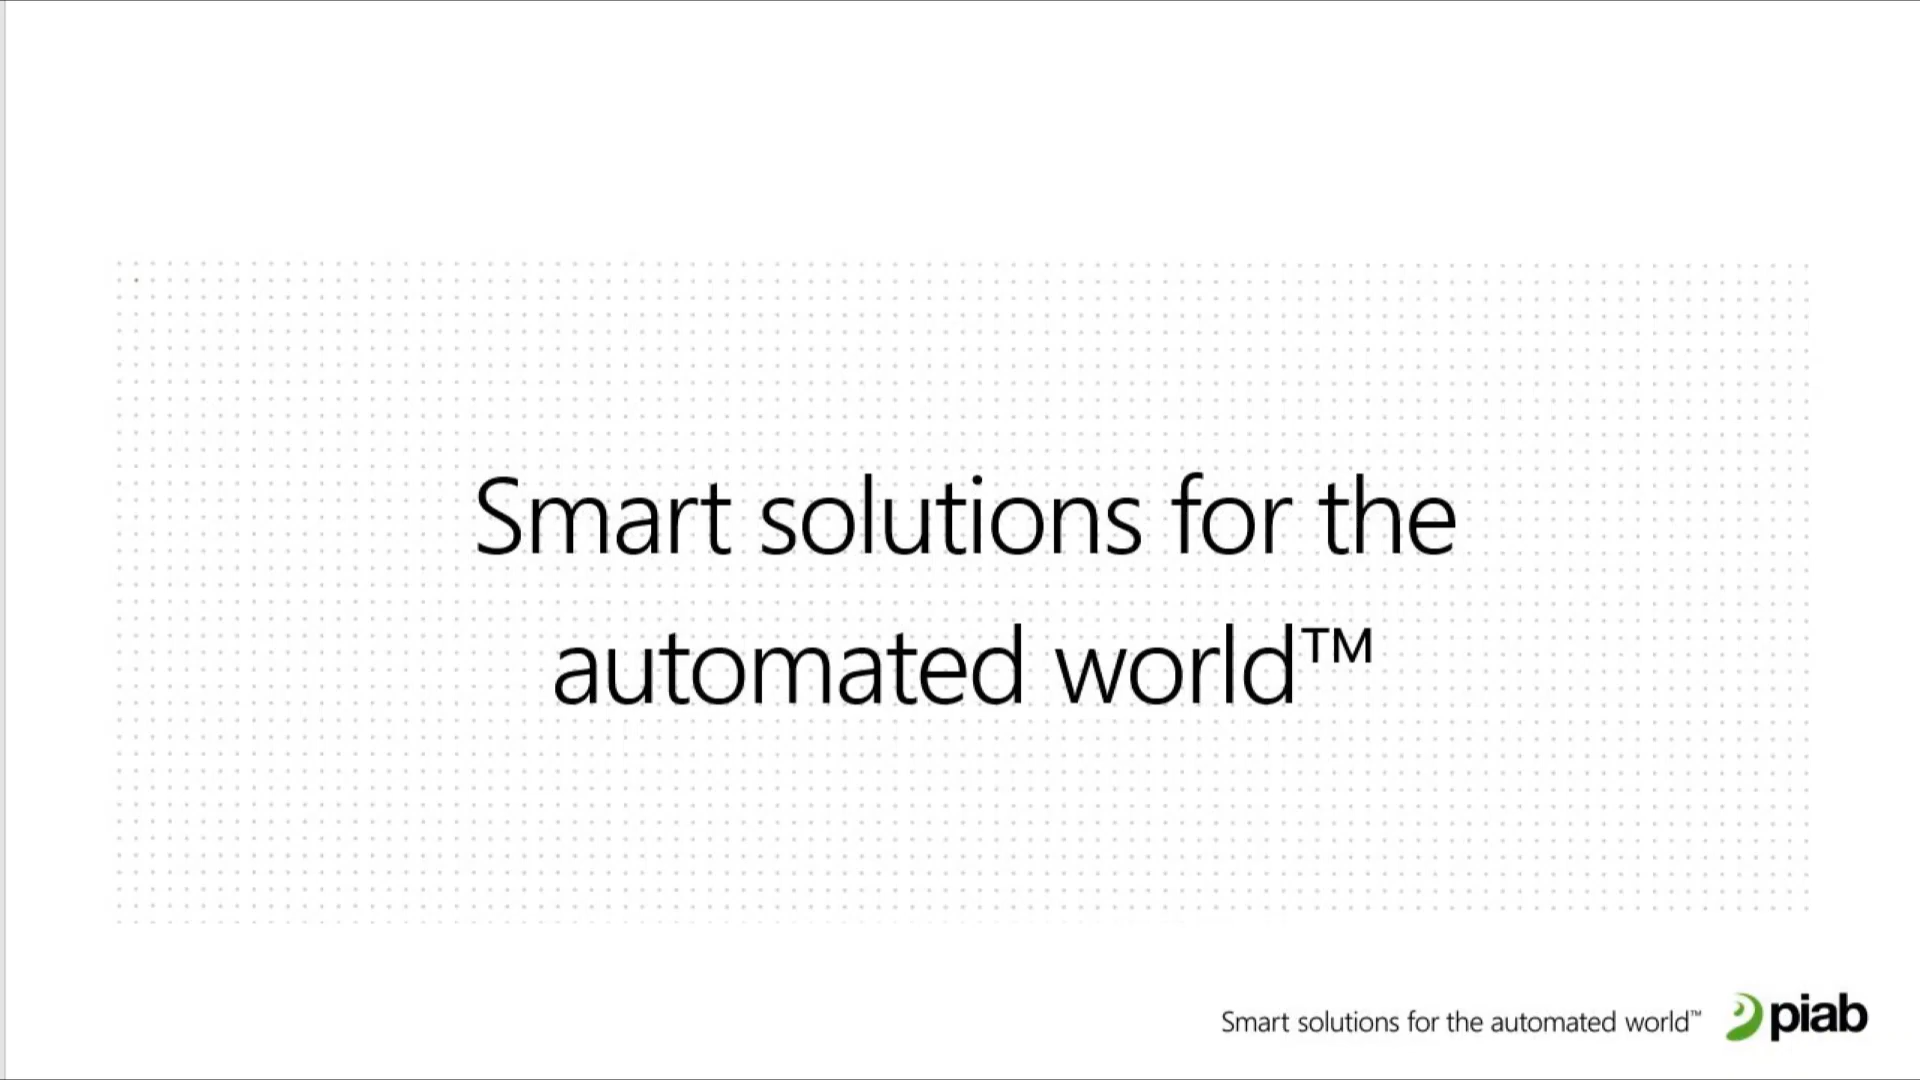 Smart solutions for the
automated world™
Smart solutions for the automated world™ piab